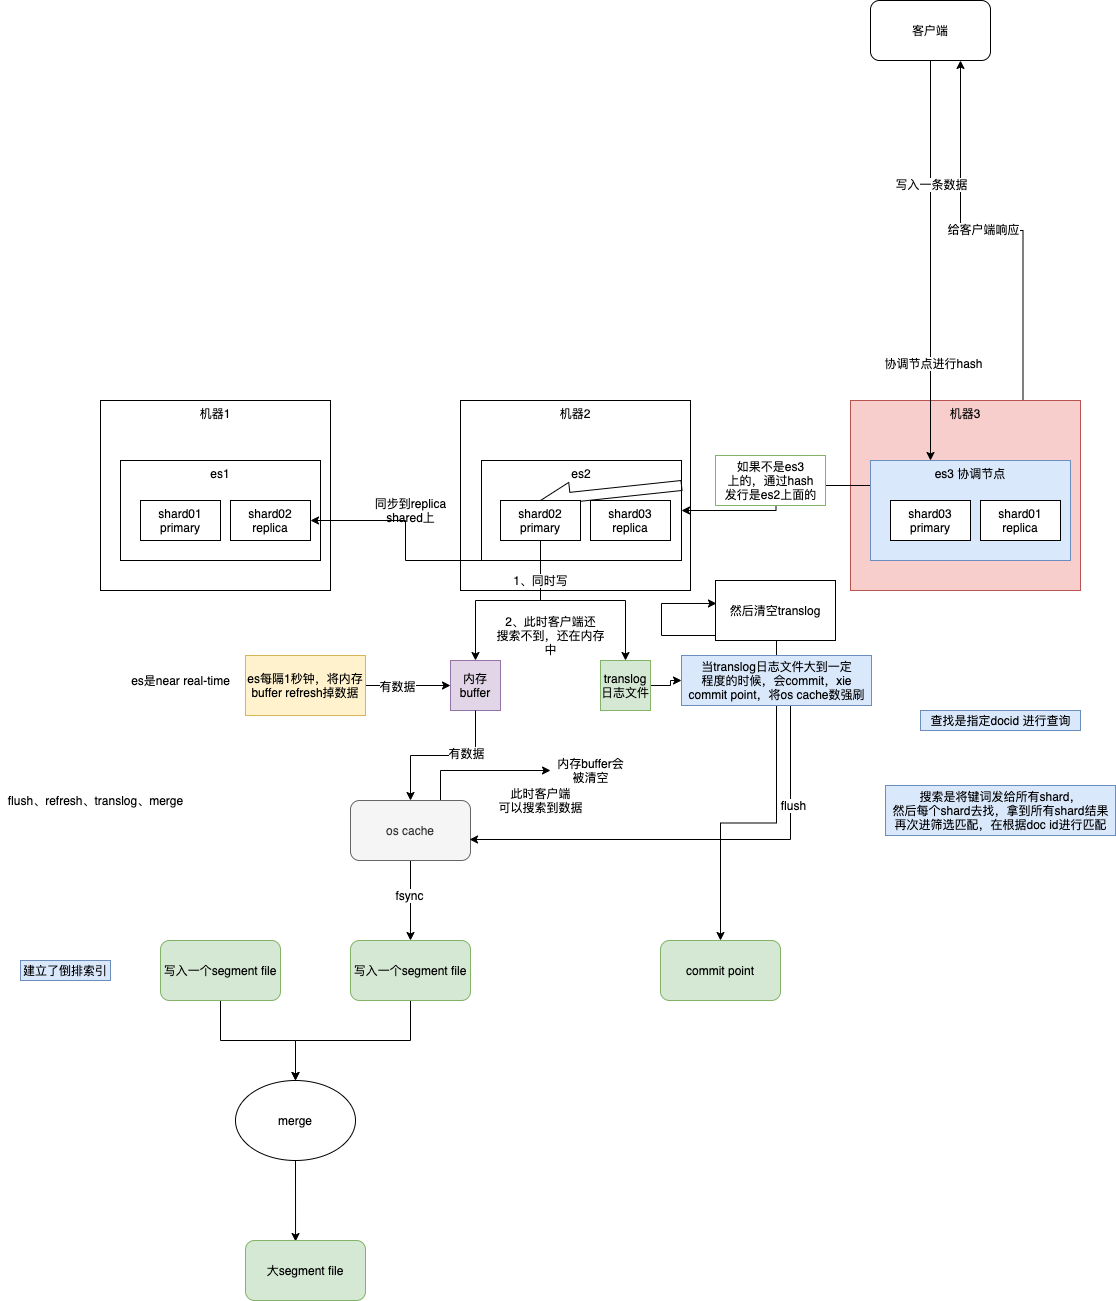 客户端
写入一条数据
给客户端响应
协调节点进行hash
机器1
机器2
机器3
es1
es2
es3 协调节点
如果不是es3
上的，通过hash
发行是es2上面的
shard01
primary
shard02
replica
同步到replica
shared上
shard02
primary
shard03
replica
shard03
primary
shard01
replica
1、同时写
然后清空translog
2、此时客户端还
搜索不到，还在内存
中
es是near real-time
es每隔1秒钟，将内存
buffer refresh掉数据
有数据
内存
buffer
translog
日志文件
当translog日志文件大到一定
程度的时候，会commit，xie
commit point，将os cache数强刷
查找是指定docid 进行查询
有数据
内存buffer会
被清空
此时客户端
可以搜索到数据
flush
flush、refresh、translog、merge
os cache
搜索是将键词发给所有shard，
然后每个shard去找，拿到所有shard结果
再次进筛选匹配，在根据doc id进行匹配
fsync
建立了倒排索引
写入一个segment file
写入一个segment file
commit point
merge
大segment file